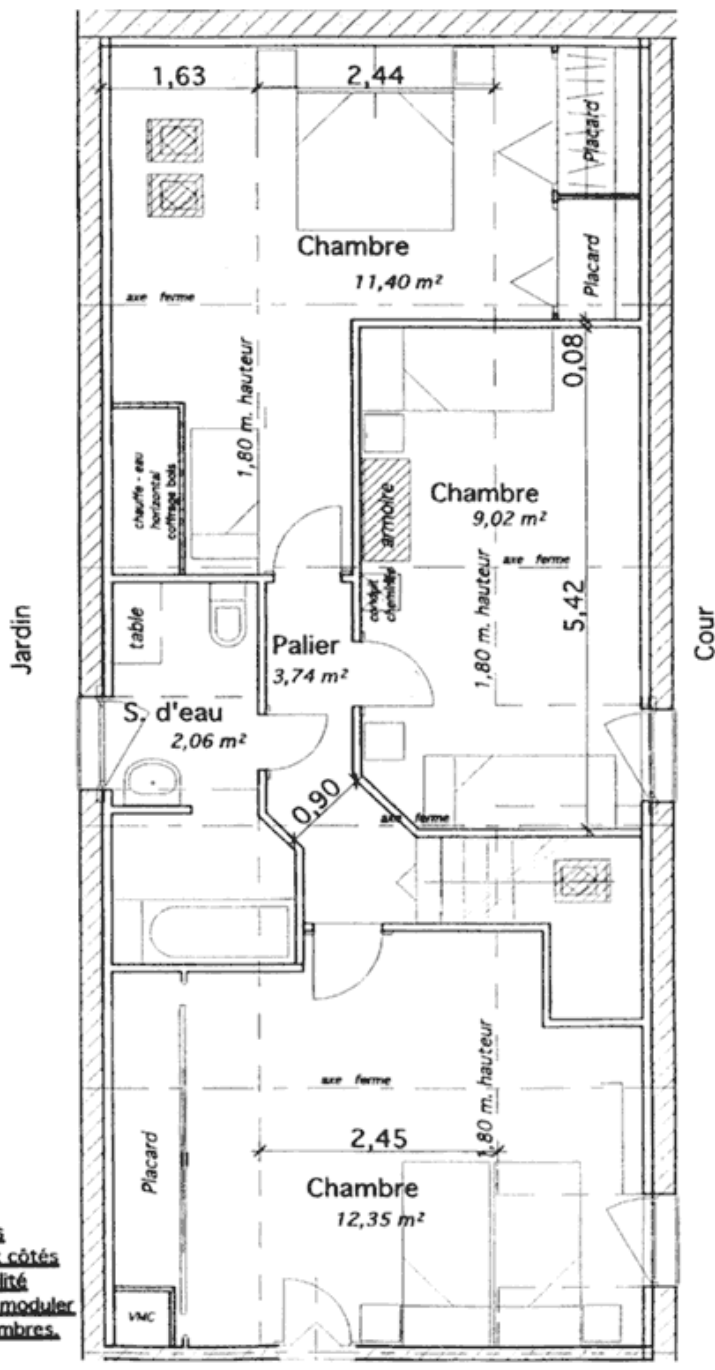 1,63
2,44
Placard
Chambre
11,40 m²
Placard
axe ferme
0,08
1,80 m. hauteur
chauffe - eau
horizontal
coffrage bois
armoire
Chambre
9,02 m²
axe ferme
conduit
cheminée
1,80 m. hauteur
5,42
Jardin
Cour
table
Palier
3,74 m²
S. d'eau
2,06 m²
0,90
axe ferme
1,80 m. hauteur
axe ferme
Placard
2,45
Chambre
12,35 m²
s
côtés
lité
moduler
mbres.
VMC